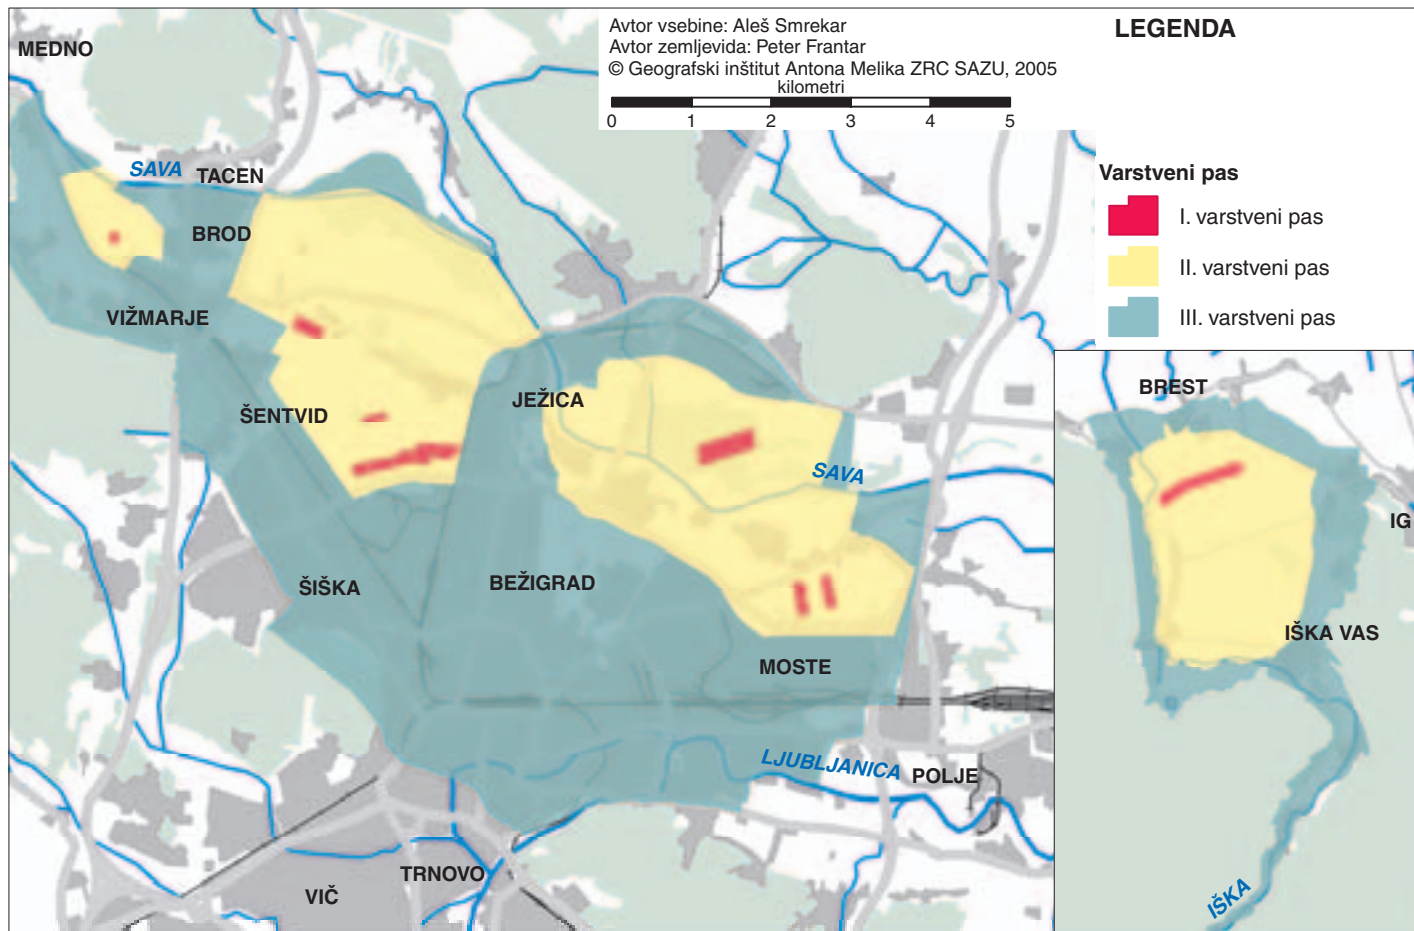 Avtor vsebine: Aleš Smrekar
Avtor zemljevida: Peter Frantar
© Geografski inštitut Antona Melika ZRC SAZU, 2005
kilometri
0 1 2 3 4 5
LEGENDA
Varstveni pas
I. varstveni pas
II. varstveni pas
III. varstveni pas
MEDNO
SAVA
TACEN
BROD
VIŽMARJE
ŠENTVID
JEŽICA
SAVA
ŠIŠKA
BEŽIGRAD
MOSTE
LJUBLJANICA
POLJE
TRNOVO
VIČ
BREST
IG
IŠKA VAS
IŠKA